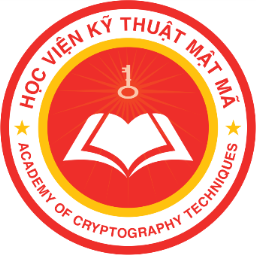 HỌC VIỆN KỸ THUẬT MẬT MÃ
ACADEMY OF CRYPTOGRAPHY TECHNIQUES